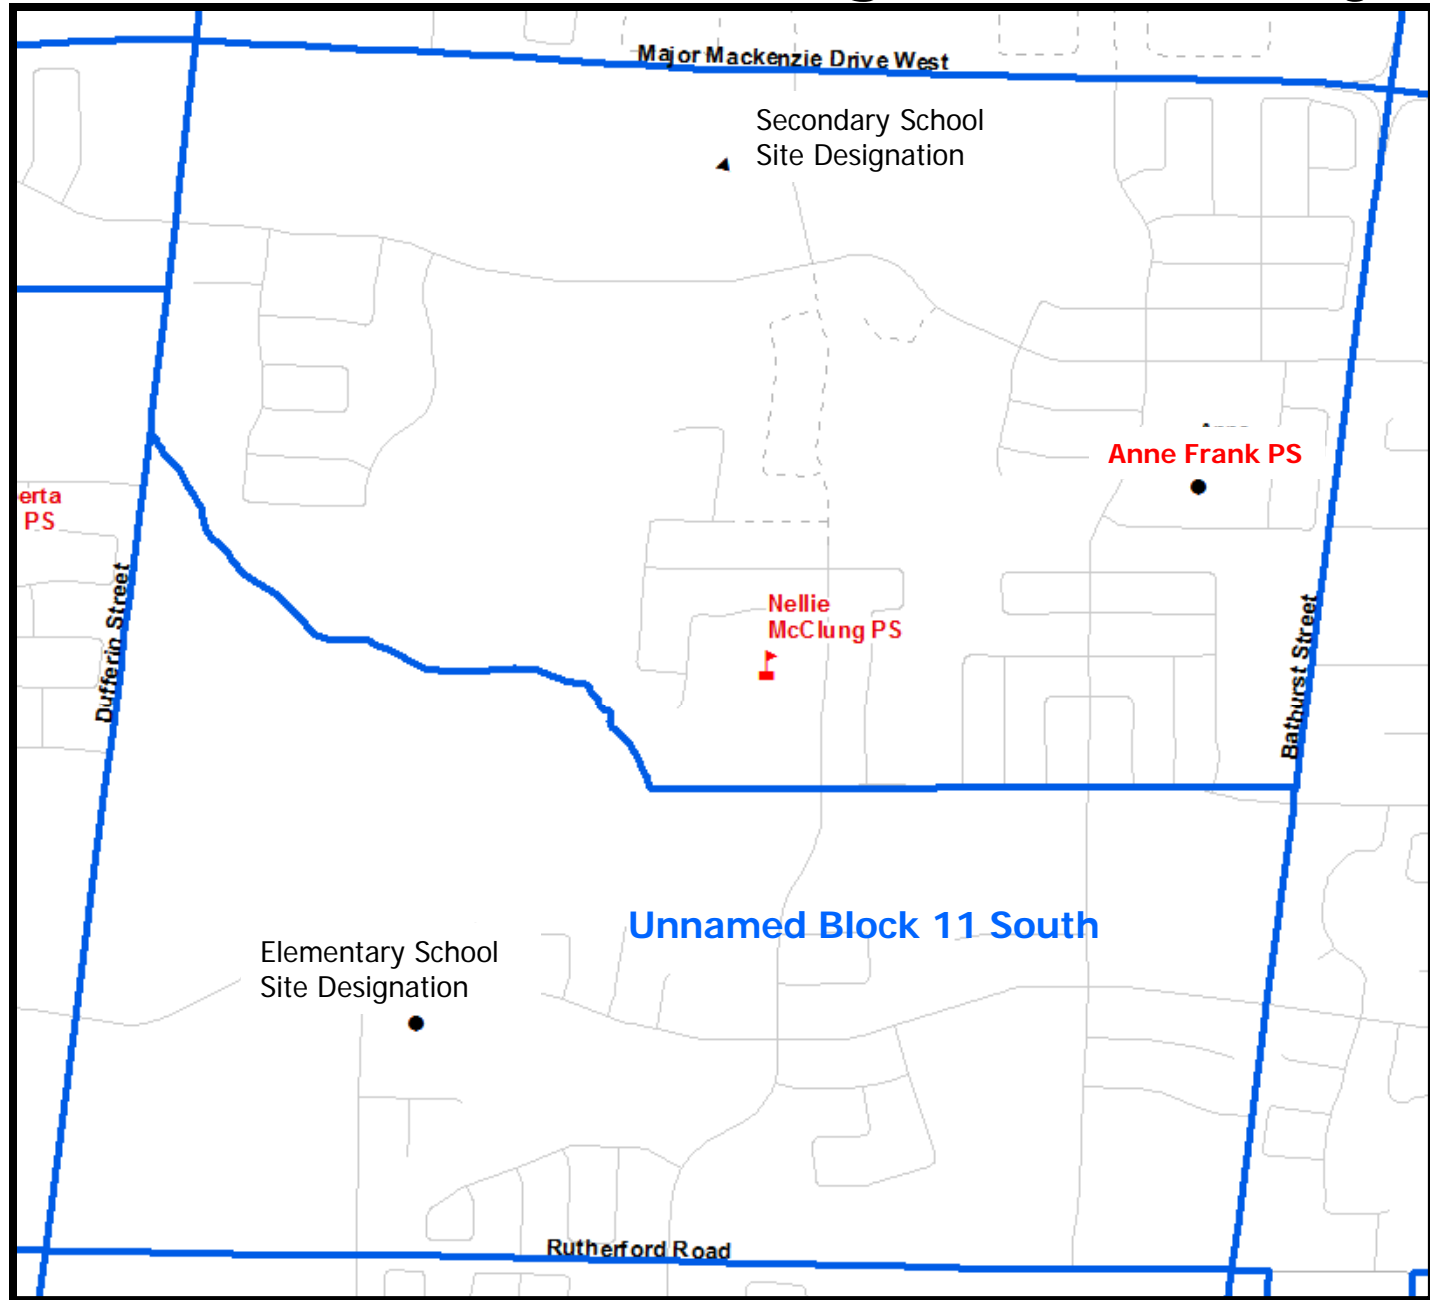 Major Mackenzie Drive West
Secondary School
Site Designation
Anne Frank PS
erta
PS
Dufferin Street
Nellie
McClung PS
Bathurst Street
Unnamed Block 11 South
Elementary School
Site Designation
Rutherford Road